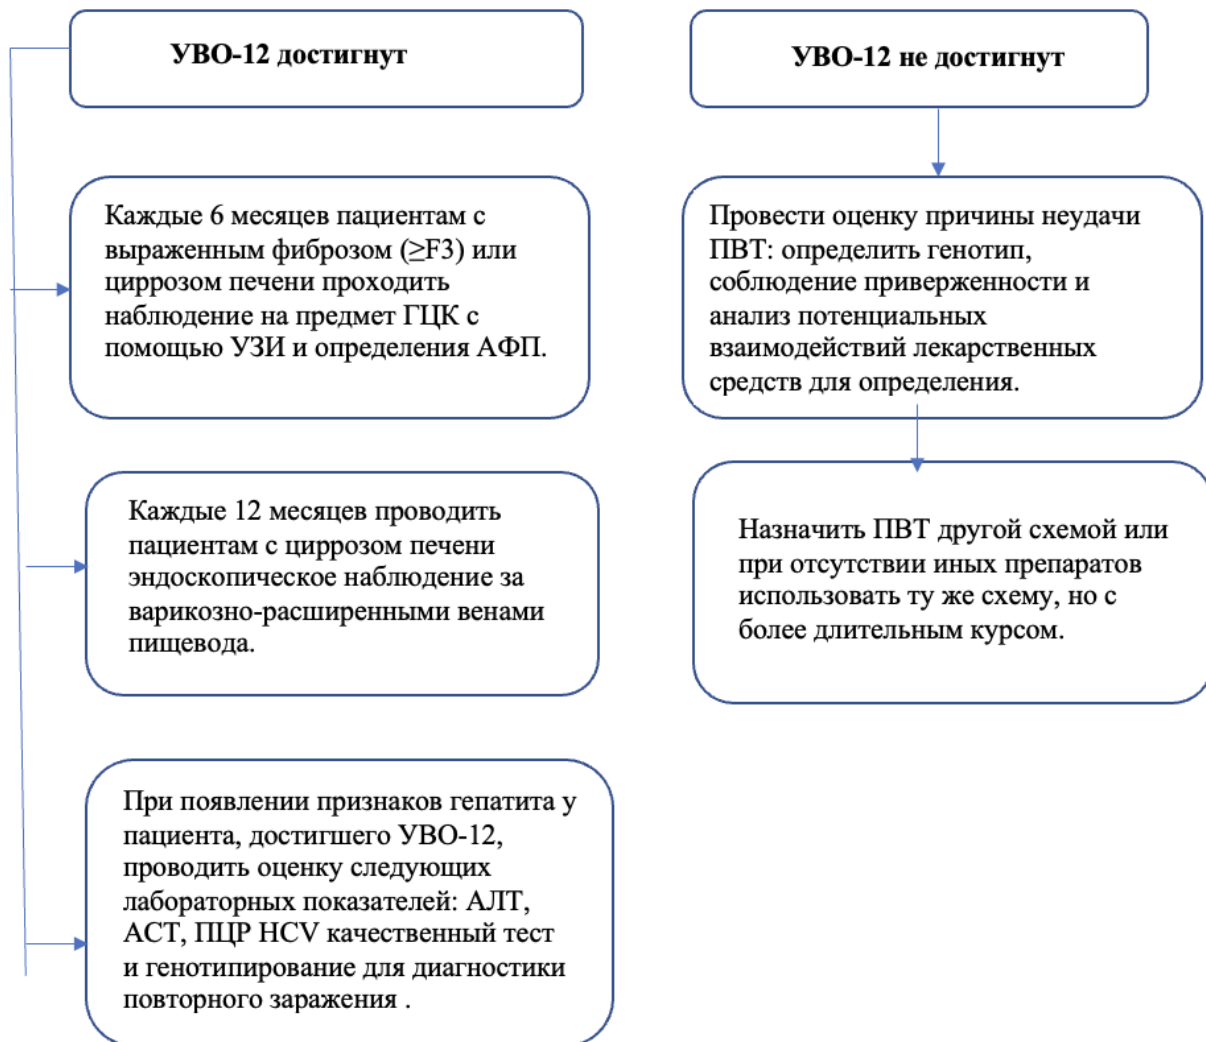 УВО-12 достигнут
Каждые 6 месяцев пациентам с
выраженным фиброзом (≥F3) или
циррозом печени проходить
наблюдение на предмет ГЦК с
помощью УЗИ и определения АФП.
Каждые 12 месяцев проводить
пациентам с циррозом печени
эндоскопическое наблюдение за
варикозно-расширенными венами
пищевода.
При появлении признаков гепатита у
пациента, достигшего УВО-12,
проводить оценку следующих
лабораторных показателей: АЛТ,
АСТ, ПЦР HCV качественный тест
и генотипирование для диагностики
повторного заражения .
УВО-12 не достигнут
Провести оценку причины неудачи
ПВТ: определить генотип,
соблюдение приверженности и
анализ потенциальных
взаимодействий лекарственных
средств для определения.
Назначить ПВТ другой схемой или
при отсутствии иных препаратов
использовать ту же схему, но с
более длительным курсом.